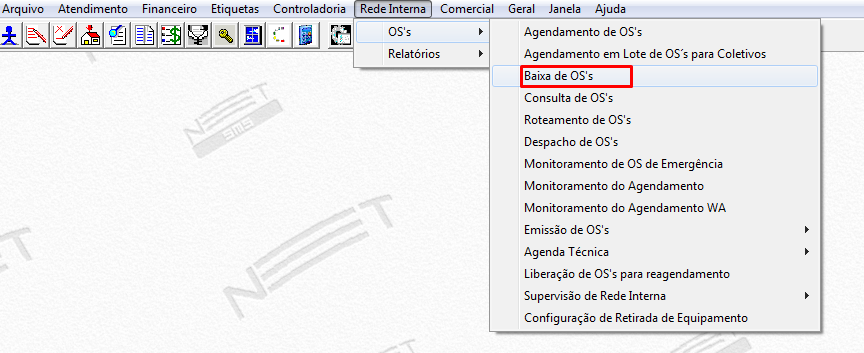 Arquivo Atendimento Financeiro Etiquetas Controladoria Rede Interna Comercial Geral Janela Ajuda
OS's
Relatórios
Agendamento de OS's
Agendamento em Lote de OS´s para Coletivos
Baixa de OS's
Consulta de OS's
Roteamento de OS's
Despacho de OS's
Monitoramento de OS de Emergência
Monitoramento do Agendamento
Monitoramento do Agendamento WA
Emissão de OS's
Agenda Técnica
Liberação de OS's para reagendamento
Supervisão de Rede Interna
Configuração de Retirada de Equipamento
NEET
SMS
NEET